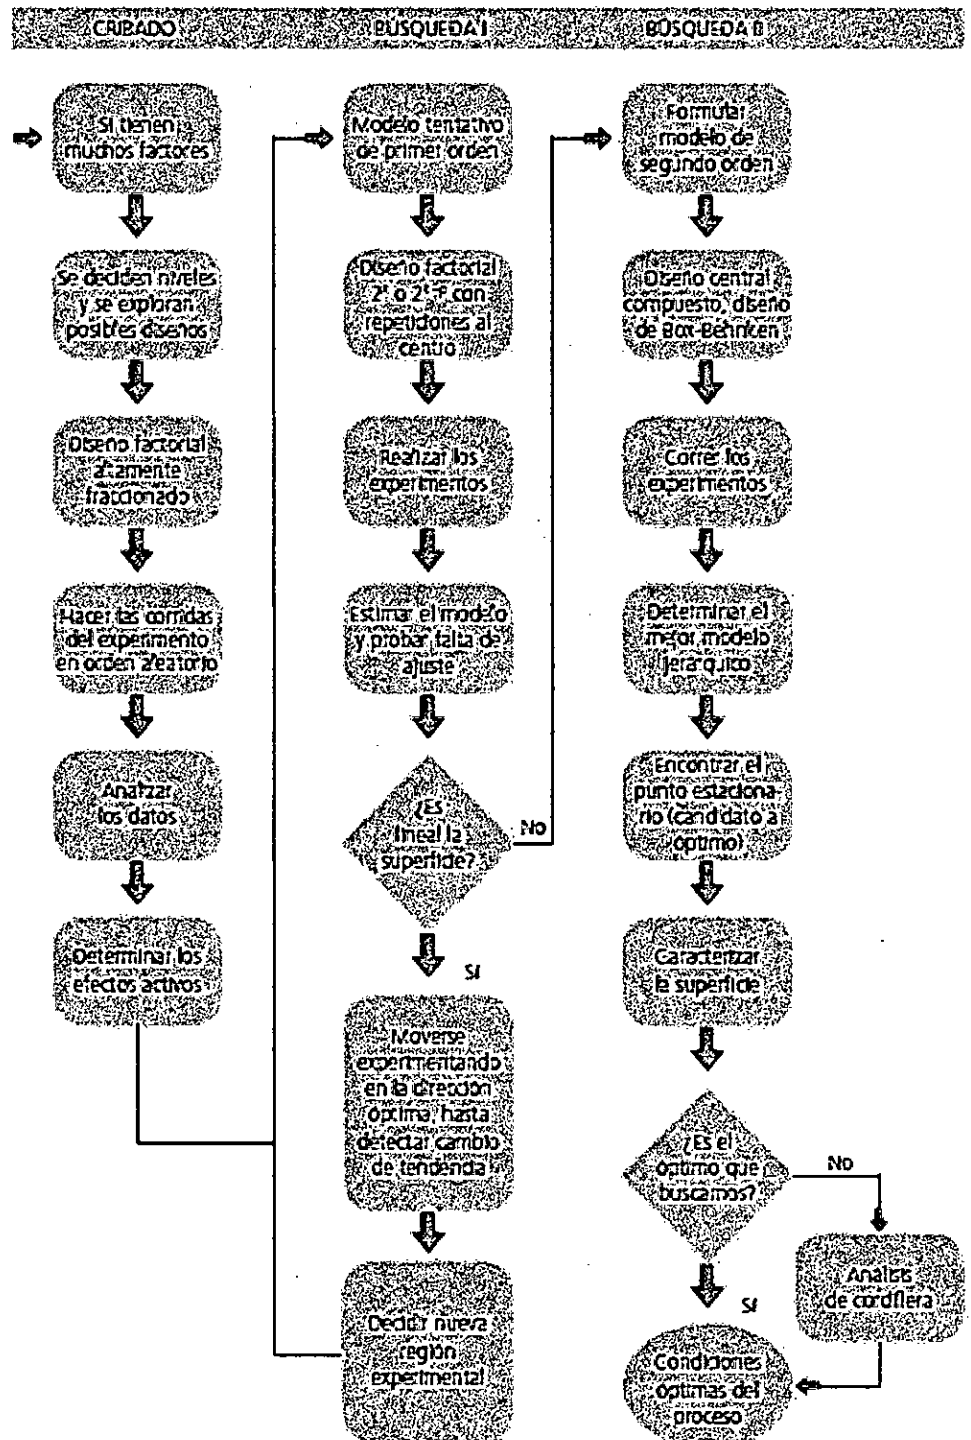 CRIBADO
BÚSQUEDA I
BÚSQUEDA II
Si tienen
muchos factores
Se deciden niveles
y se exploran
posibles diseños
Diseño factorial
altamente
fraccionado
Hacer las corridas
del experimento
en orden aleatorio
Analizar
los datos
Determinar los
efectos activos
Modelo tentativo
de primer orden
Diseño factorial
2ᵏ o 2ᵏ⁻ᵖ con
repeticiones al
centro
Realizar los
experimentos
Estimar el modelo
y probar falta de
ajuste
¿Es
lineal la
superficie?
No
Sí
Moverse
experimentando
en la dirección
óptima, hasta
detectar cambio
de tendencia
Decidir nueva
región
experimental
Formular
modelo de
segundo orden
Diseño central
compuesto, diseño
de Box-Behnken
Correr los
experimentos
Determinar el
mejor modelo
jerárquico
Encontrar el
punto estaciona-
rio (candidato a
óptimo)
Caracterizar
la superficie
¿Es el
óptimo que
buscamos?
No
Análisis
de cordillera
Sí
Condiciones
óptimas del
proceso